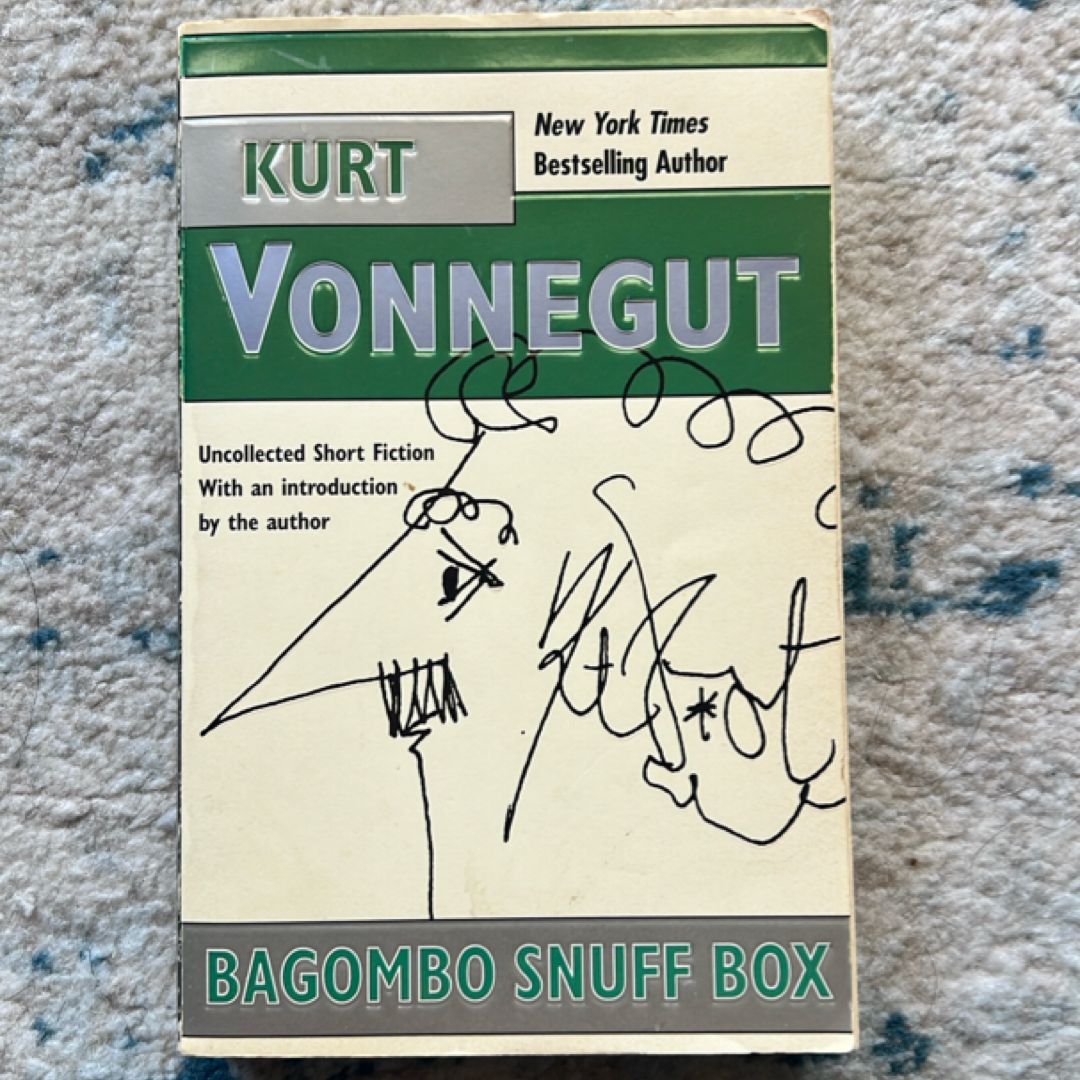 KURT
New York Times
Bestselling Author
VONNEGUT
Uncollected Short Fiction
With an introduction
by the author
BAGOMBO SNUFF BOX